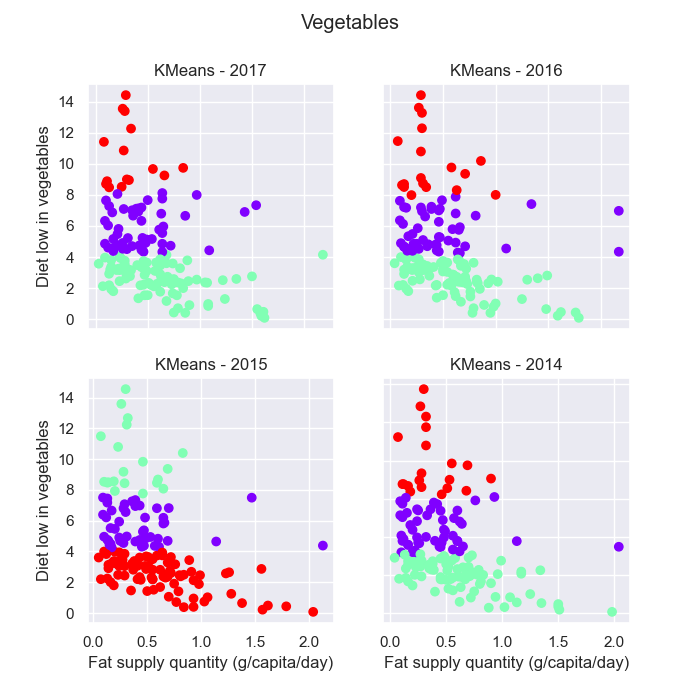 Vegetables
KMeans - 2017
KMeans - 2016
14
12
10
8
6
4
2
0
Diet low in vegetables
KMeans - 2015
KMeans - 2014
14
12
10
8
6
4
2
0
Diet low in vegetables
0.0 0.5 1.0 1.5 2.0
0.0 0.5 1.0 1.5 2.0
Fat supply quantity (g/capita/day)
Fat supply quantity (g/capita/day)